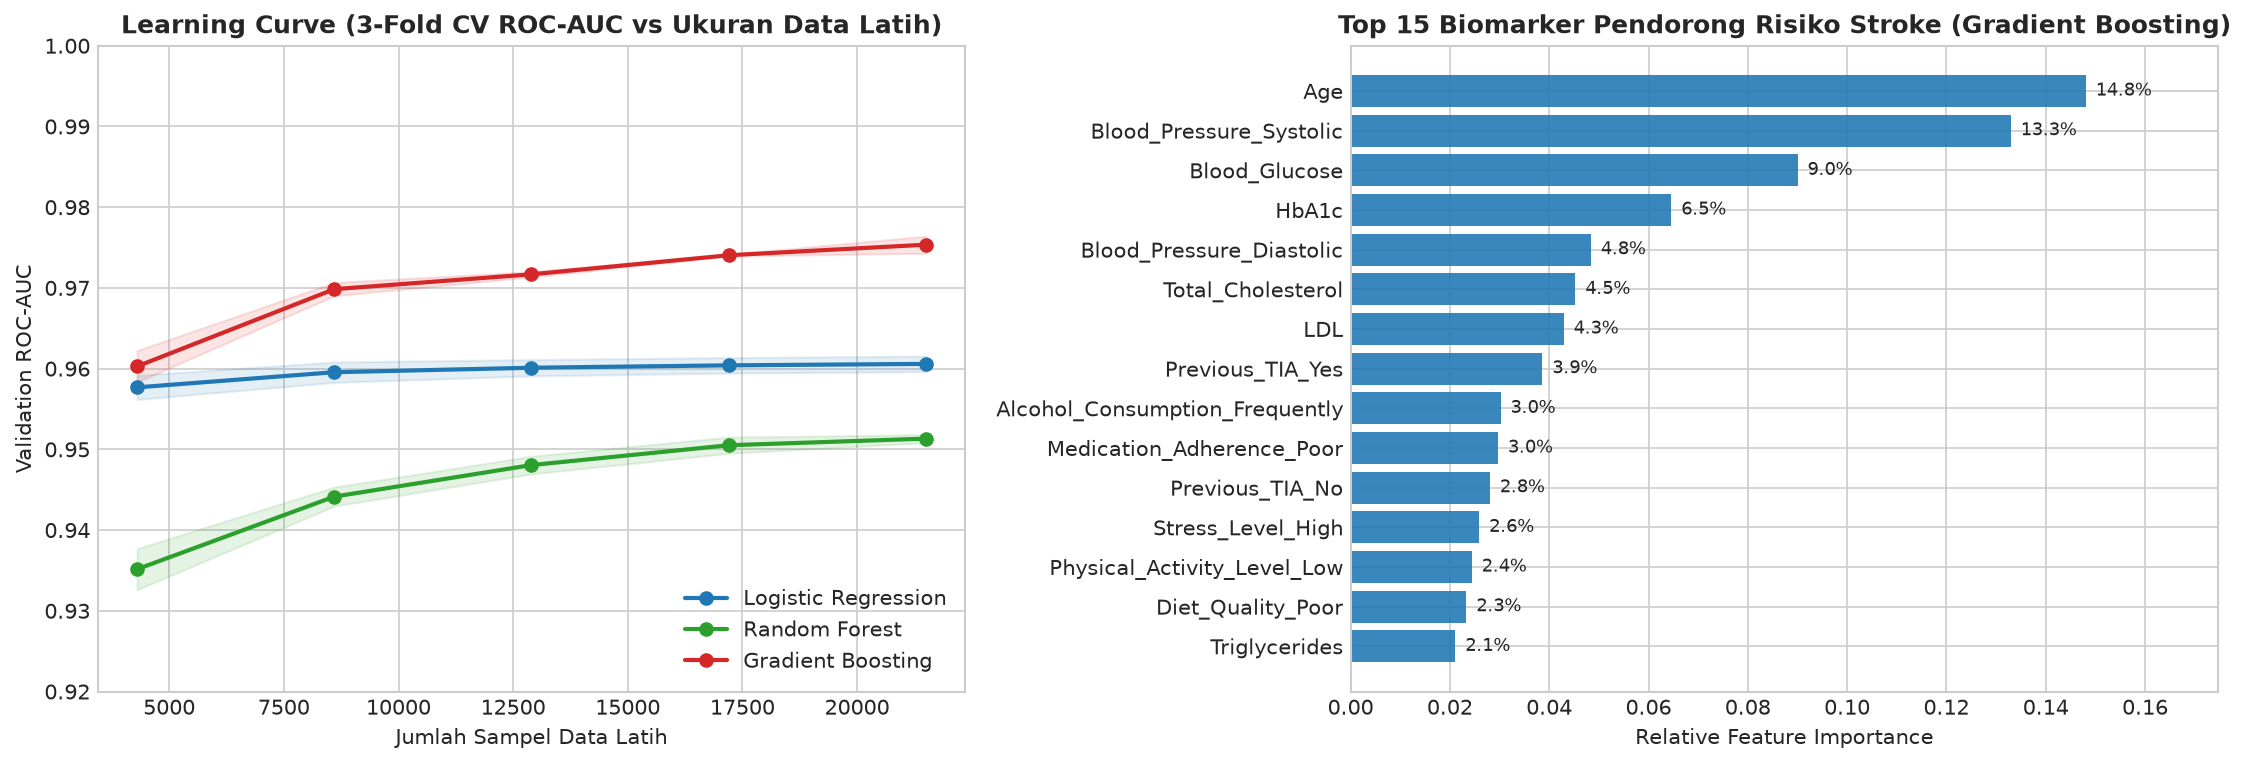 Learning Curve (3-Fold CV ROC-AUC vs Ukuran Data Latih)
1.00
0.99
0.98
0.97
0.96
0.95
0.94
0.93
0.92
Validation ROC-AUC
Logistic Regression
Random Forest
Gradient Boosting
5000 7500 10000 12500 15000 17500 20000
Jumlah Sampel Data Latih
Top 15 Biomarker Pendorong Risiko Stroke (Gradient Boosting)
Age 14.8%
Blood_Pressure_Systolic 13.3%
Blood_Glucose 9.0%
HbA1c 6.5%
Blood_Pressure_Diastolic 4.8%
Total_Cholesterol 4.5%
LDL 4.3%
Previous_TIA_Yes 3.9%
Alcohol_Consumption_Frequently 3.0%
Medication_Adherence_Poor 3.0%
Previous_TIA_No 2.8%
Stress_Level_High 2.6%
Physical_Activity_Level_Low 2.4%
Diet_Quality_Poor 2.3%
Triglycerides 2.1%
0.00 0.02 0.04 0.06 0.08 0.10 0.12 0.14 0.16
Relative Feature Importance